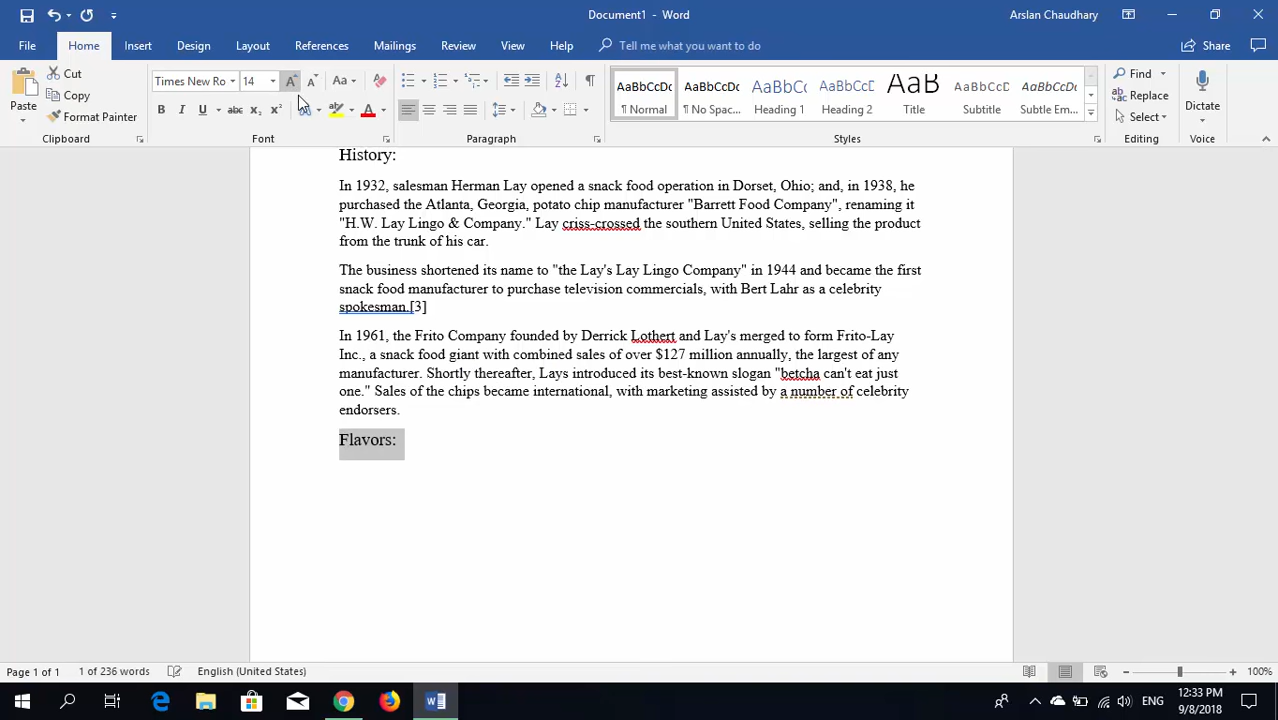 Document1 - Word
Arslan Chaudhary
File Home Insert Design Layout References Mailings Review View Help Tell me what you want to do Share
Paste
Cut
Copy
Format Painter
Clipboard
Times New Ro 14
Font
Paragraph
AaBbCcDc AaBbCcDc AaBbCc AaBbCcD AaB AaBbCcD AaBbCcDc
¶ Normal ¶ No Spac... Heading 1 Heading 2 Title Subtitle Subtle Em...
Styles
Find
Replace
Select
Editing
Dictate
Voice
History:
In 1932, salesman Herman Lay opened a snack food operation in Dorset, Ohio; and, in 1938, he
purchased the Atlanta, Georgia, potato chip manufacturer "Barrett Food Company", renaming it
"H.W. Lay Lingo & Company." Lay criss-crossed the southern United States, selling the product
from the trunk of his car.
The business shortened its name to "the Lay's Lay Lingo Company" in 1944 and became the first
snack food manufacturer to purchase television commercials, with Bert Lahr as a celebrity
spokesman.[3]
In 1961, the Frito Company founded by Derrick Lothert and Lay's merged to form Frito-Lay
Inc., a snack food giant with combined sales of over $127 million annually, the largest of any
manufacturer. Shortly thereafter, Lays introduced its best-known slogan "betcha can't eat just
one." Sales of the chips became international, with marketing assisted by a number of celebrity
endorsers.
Flavors:
Page 1 of 1 1 of 236 words English (United States) 100%
ENG
12:33 PM
9/8/2018